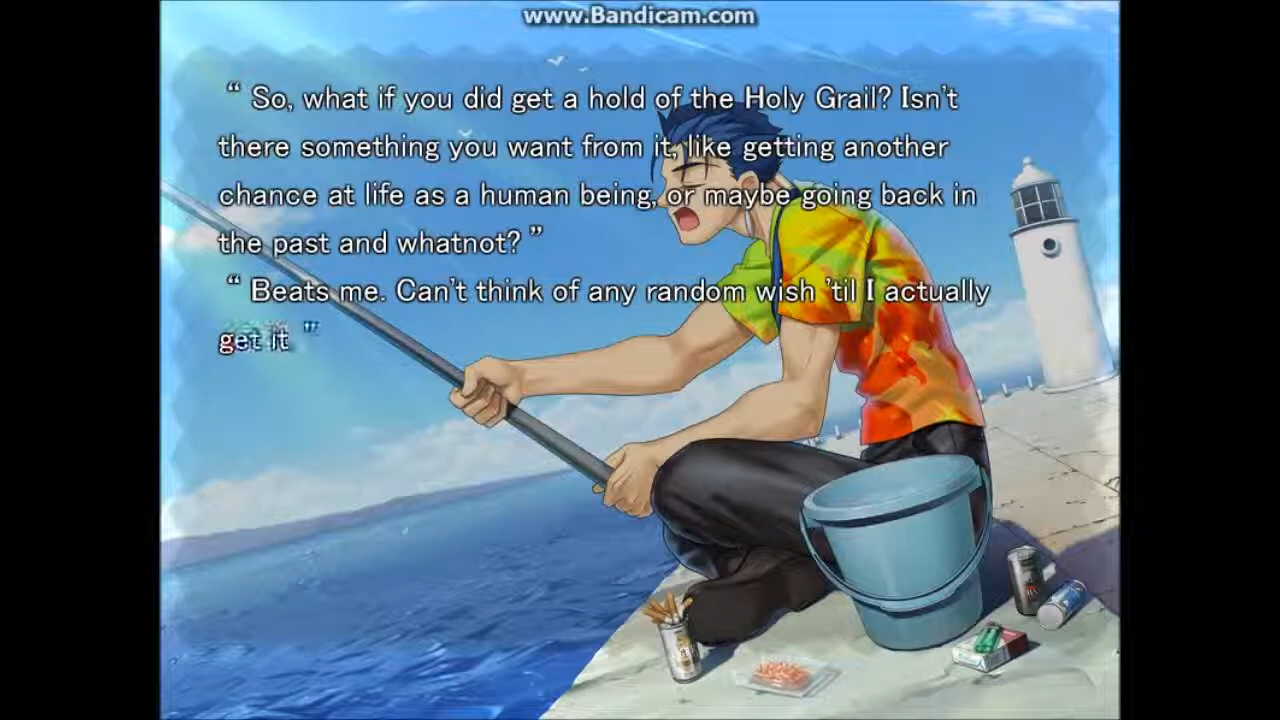 www.Bandicam.com
“ So, what if you did get a hold of the Holy Grail? Isn't
there something you want from it, like getting another
chance at life as a human being, or maybe going back in
the past and whatnot? ”
“ Beats me. Can't think of any random wish 'til I actually
get it ”